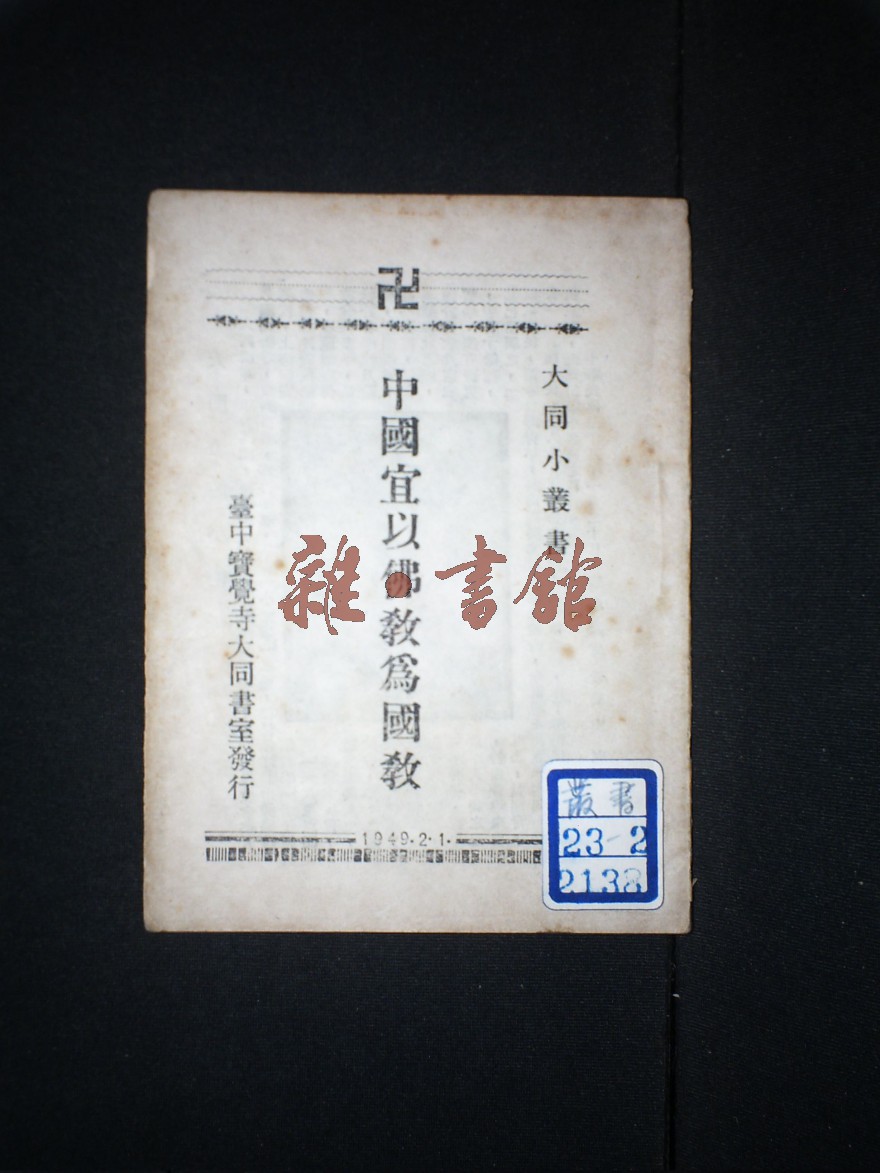 卍
大同小叢書
中國宜以佛教爲國教
臺中寶覺寺大同書室發行
1949.2.1.
雜·書館
叢書
23-2
2138